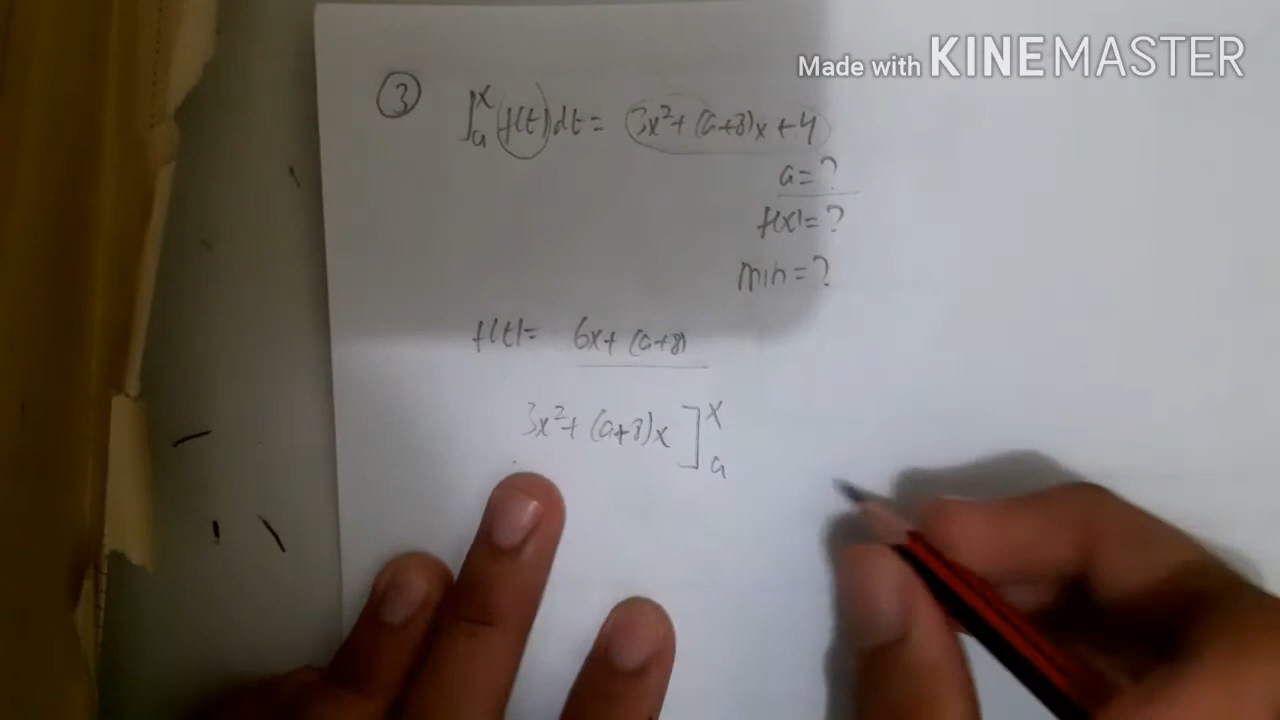 Made with KINEMASTER
③
∫ₐˣ f(t)dt = 3x²+ (a+8)x + 4
a = ?
f(x) = ?
min = ?
f(t) = 6x+ (a+8)
3x²+ (a+8)x ]ₐˣ